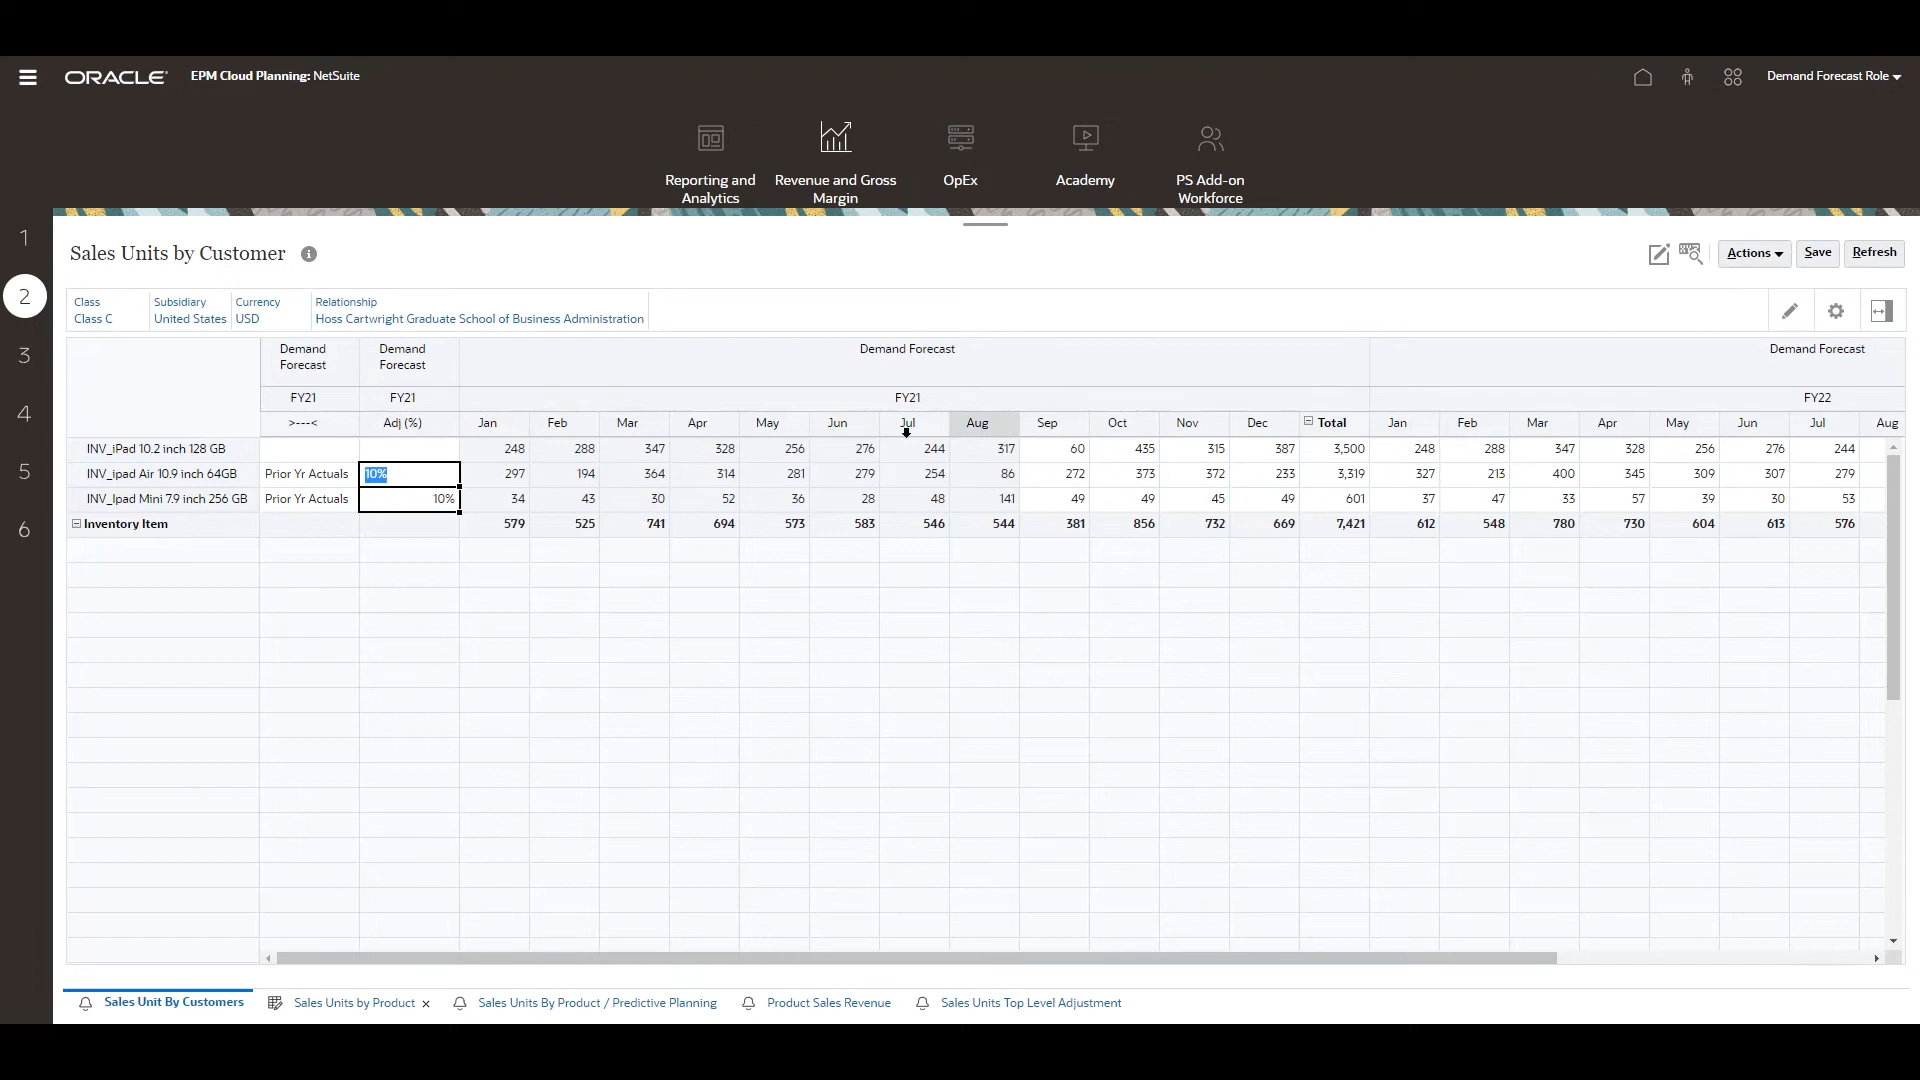 ORACLE EPM Cloud Planning: NetSuite Demand Forecast Role
Reporting and Analytics
Revenue and Gross Margin
OpEx
Academy
PS Add-on Workforce
1
2
3
4
5
6
Sales Units by Customer
Actions Save Refresh
Class Subsidiary Currency Relationship
Class C United States USD Hoss Cartwright Graduate School of Business Administration
Demand Forecast Demand Forecast Demand Forecast Demand Forecast
FY21 FY21 FY21 FY22
>---< Adj (%) Jan Feb Mar Apr May Jun Jul Aug Sep Oct Nov Dec Total Jan Feb Mar Apr May Jun Jul Aug
INV_iPad 10.2 inch 128 GB 248 288 347 328 256 276 244 317 60 435 315 387 3,500 248 288 347 328 256 276 244
INV_ipad Air 10.9 inch 64GB Prior Yr Actuals 10% 297 194 364 314 281 279 254 86 272 373 372 233 3,319 327 213 400 345 309 307 279
INV_Ipad Mini 7.9 inch 256 GB Prior Yr Actuals 10% 34 43 30 52 36 28 48 141 49 49 45 49 601 37 47 33 57 39 30 53
Inventory Item 579 525 741 694 573 583 546 544 381 856 732 669 7,421 612 548 780 730 604 613 576
Sales Unit By Customers Sales Units by Product Sales Units By Product / Predictive Planning Product Sales Revenue Sales Units Top Level Adjustment